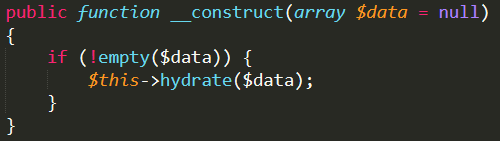 public function __construct(array $data = null)
{
    if (!empty($data)) {
        $this->hydrate($data);
    }
}